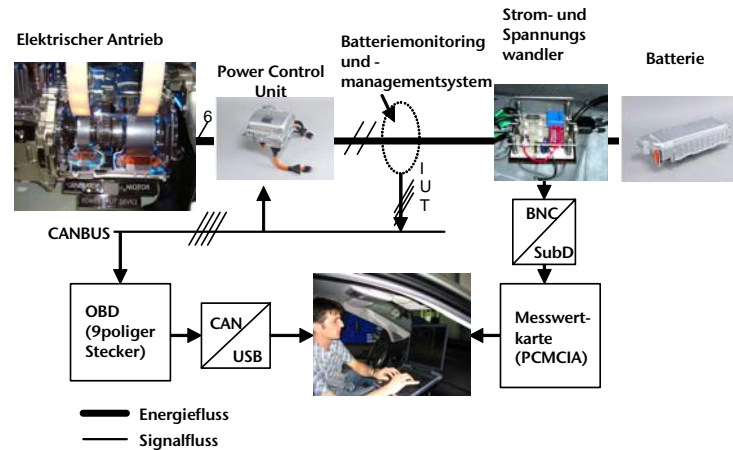 Strom- und
Spannungs
wandler
Elektrischer Antrieb
Batteriemonitoring
und -
managementsystem
Power Control
Unit
Batterie
6
I
U
T
CANBUS
BNC
SubD
OBD
(9poliger
Stecker)
CAN
USB
Messwert-
karte
(PCMCIA)
Energiefluss
Signalfluss
MOTOR